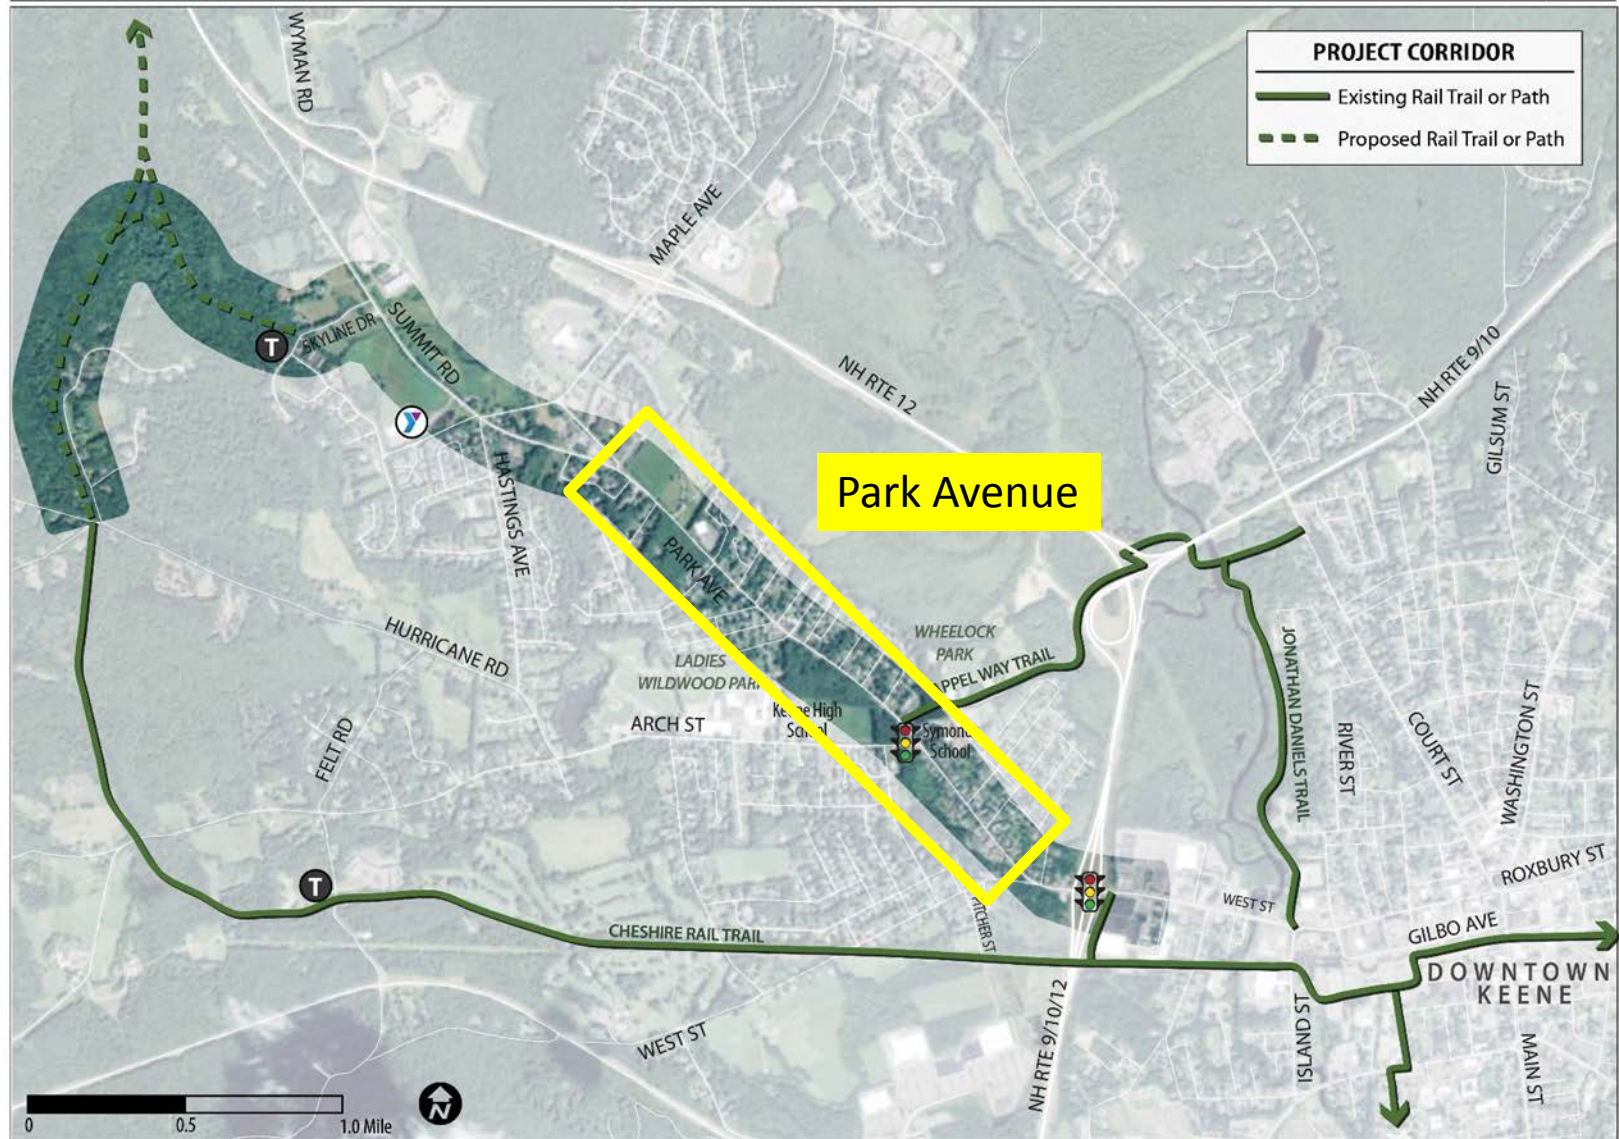 PROJECT CORRIDOR
Existing Rail Trail or Path
Proposed Rail Trail or Path
WYMAN RD
MAPLE AVE
SUMMIT RD
SKYLINE DR
T
NH RTE 12
NH RTE 9/10
GILSUM ST
HASTINGS AVE
Park Avenue
PARK AVE
HURRICANE RD
LADIES
WILDWOOD PARK
WHEELOCK
PARK
APPEL WAY TRAIL
JONATHAN DANIELS TRAIL
RIVER ST
COURT ST
WASHINGTON ST
FELT RD
ARCH ST
Keene High
School
Symonds
School
ROXBURY ST
T
WEST ST
PITCHER ST
CHESHIRE RAIL TRAIL
GILBO AVE
DOWNTOWN
KEENE
ISLAND ST
MAIN ST
WEST ST
NH RTE 9/10/12
N
0
0.5
1.0 Mile